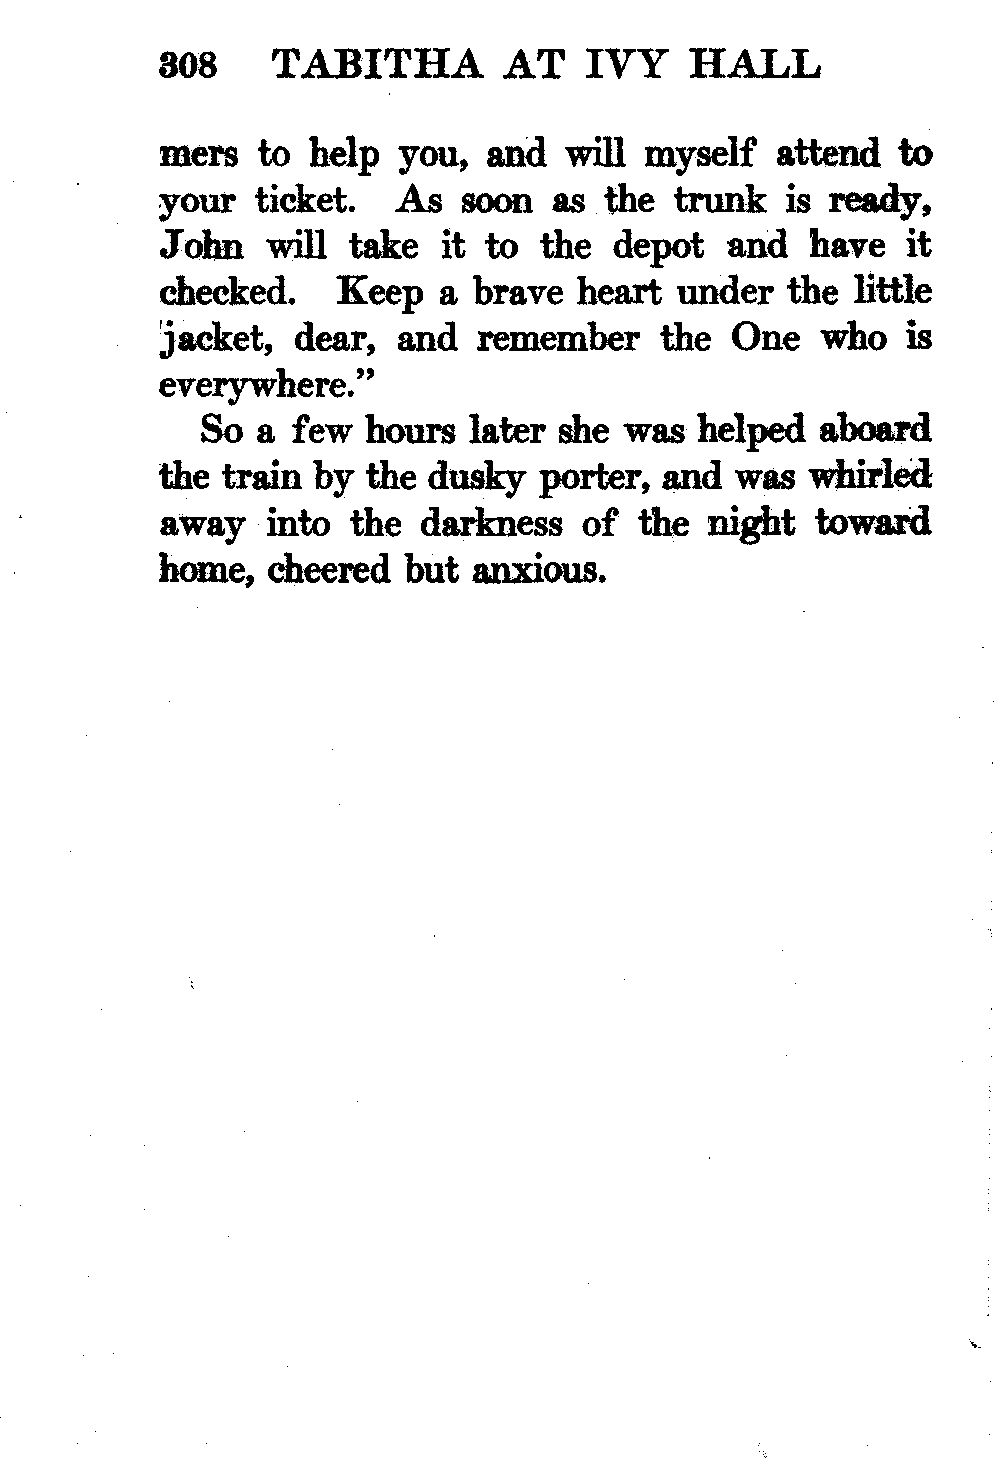 308 TABITHA AT IVY HALL
mers to help you, and will myself attend to
your ticket. As soon as the trunk is ready,
John will take it to the depot and have it
checked. Keep a brave heart under the little
jacket, dear, and remember the One who is
everywhere.”
So a few hours later she was helped aboard
the train by the dusky porter, and was whirled
away into the darkness of the night toward
home, cheered but anxious.